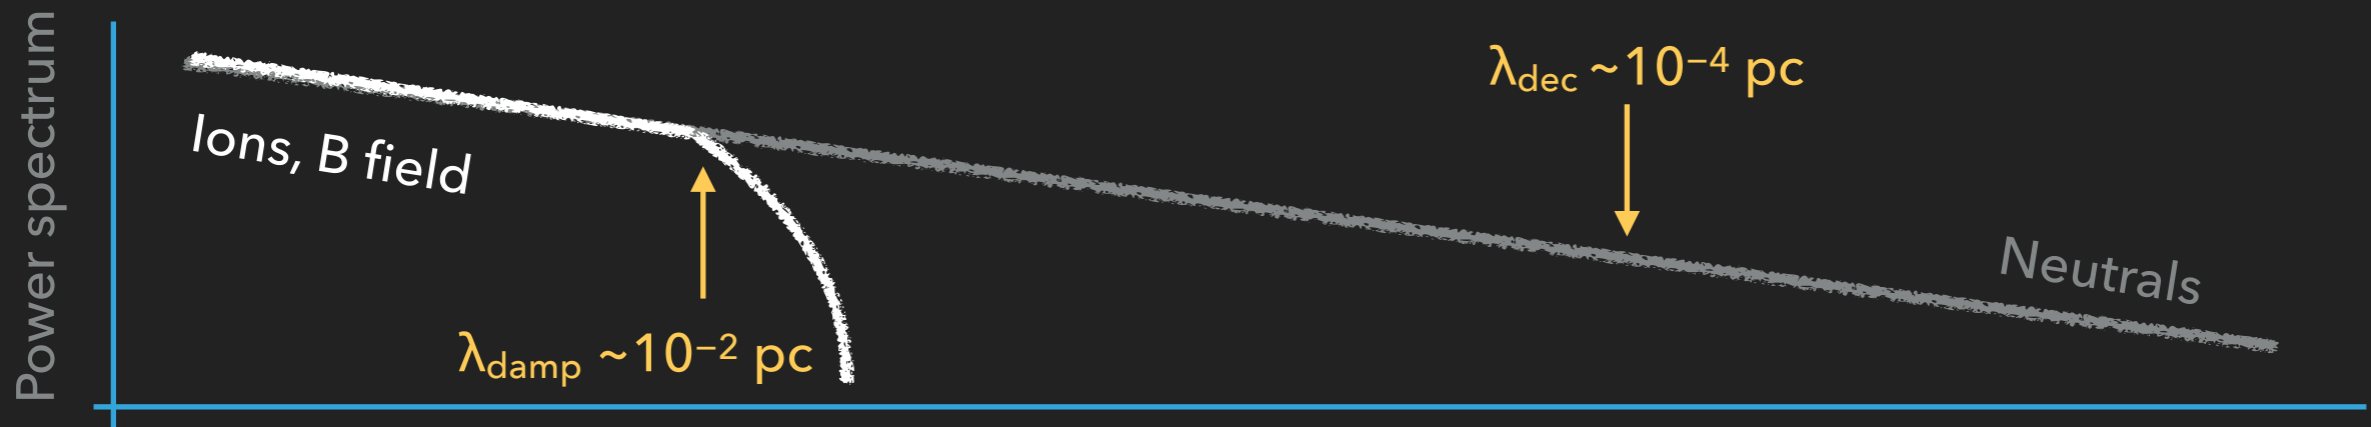 Power spectrum
Ions, B field
λdamp ~10−2 pc
λdec ~10−4 pc
Neutrals